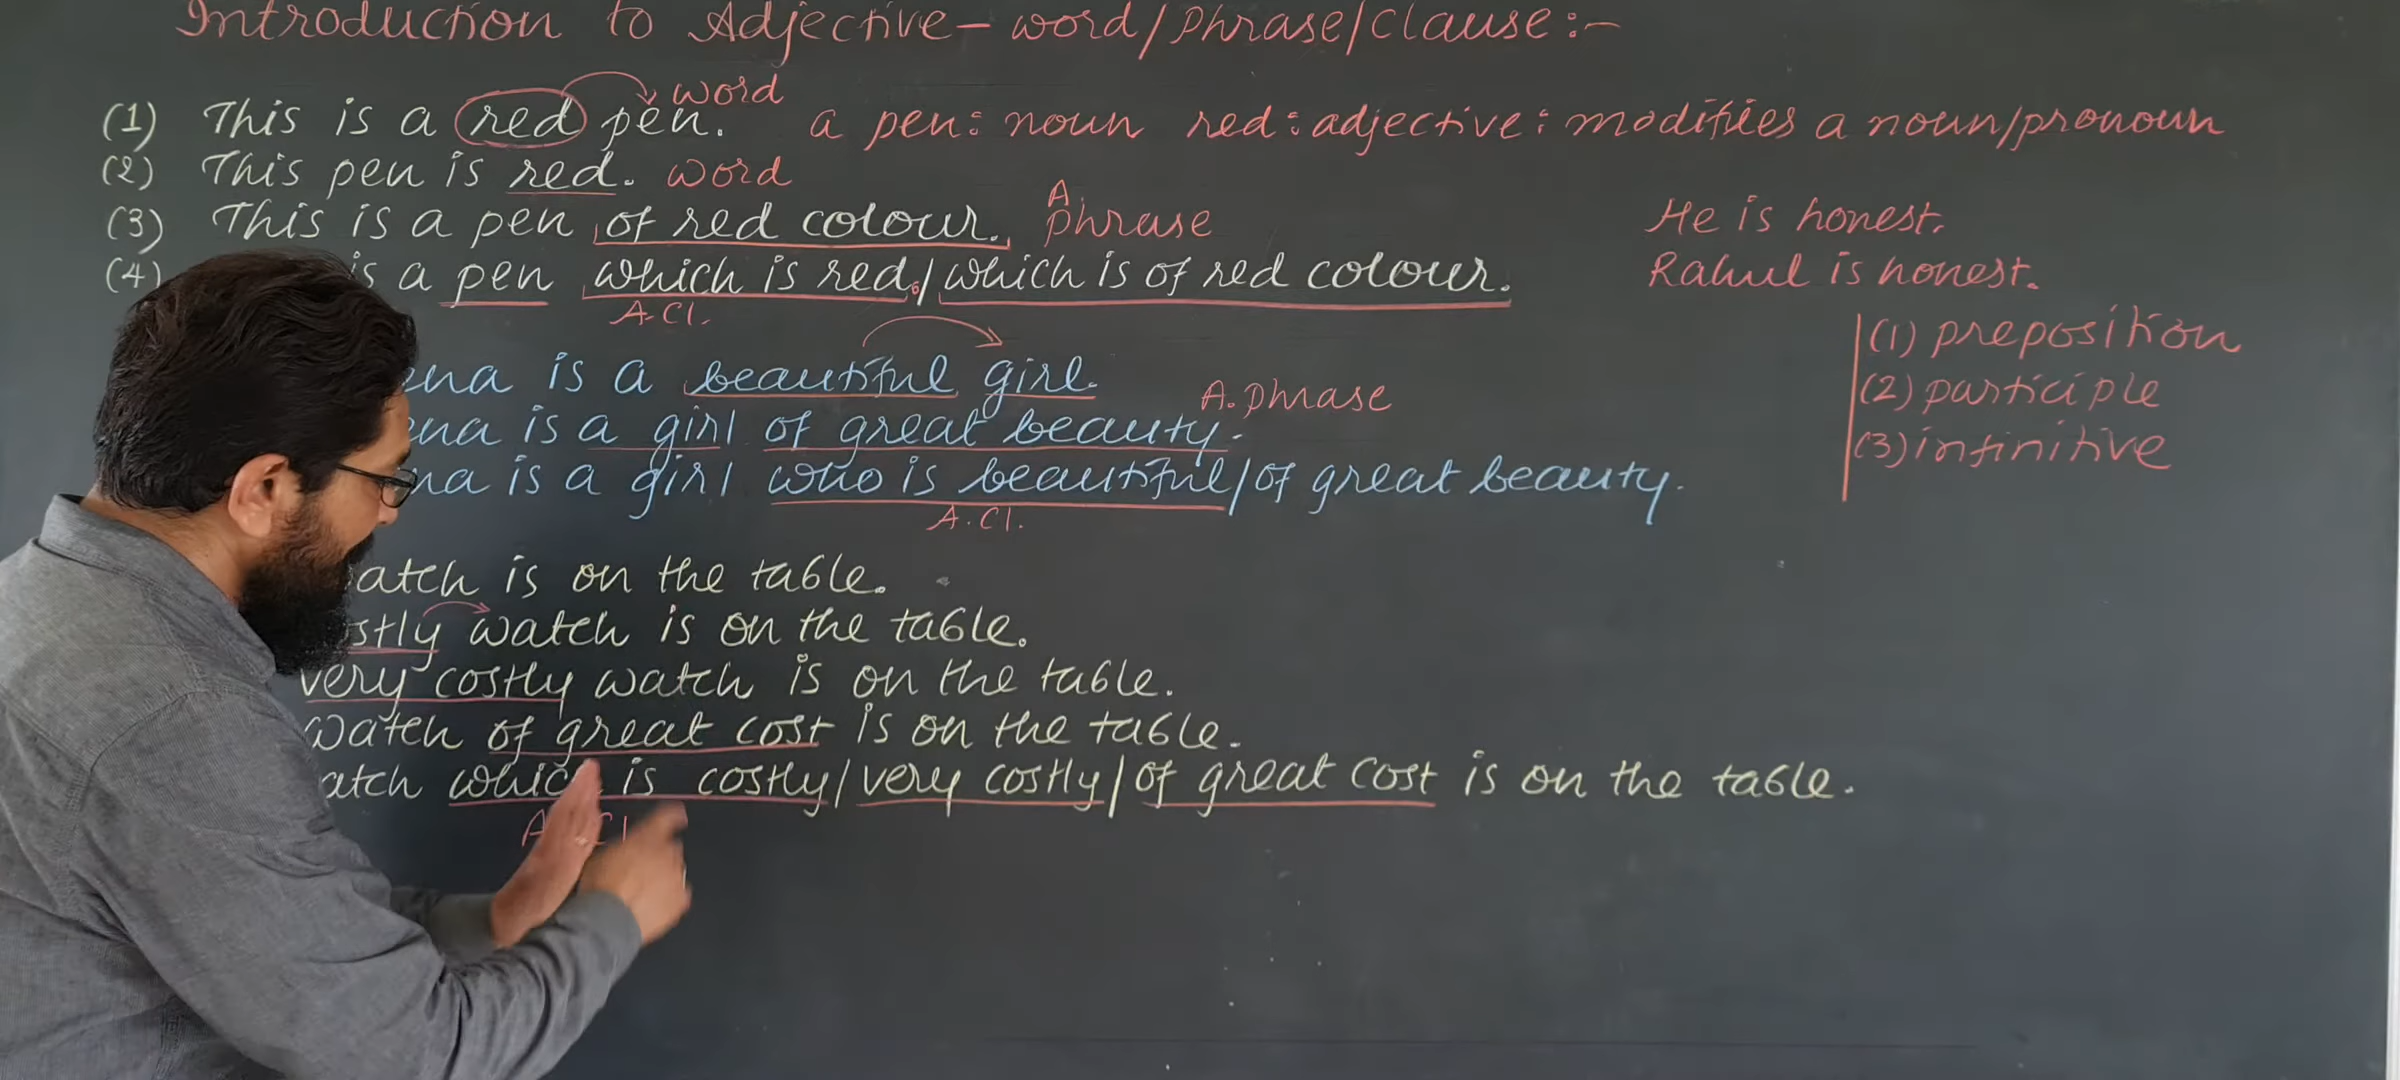 Introduction to Adjective - word/phrase/clause :-
(1) This is a red pen. word a pen: noun red: adjective: modifies a noun/pronoun
(2) This pen is red. word
(3) This is a pen of red colour. A. phrase
He is honest.
(4) is a pen which is red./which is of red colour.
A. Cl.
Rahul is honest.
(1) preposition
(2) participle
(3) infinitive
is a beautiful girl.
is a girl of great beauty. A. phrase
is a girl who is beautiful/of great beauty.
A. Cl.
is on the table.
watch is on the table.
very costly watch is on the table.
watch of great cost is on the table.
which is costly/very costly/of great cost is on the table.